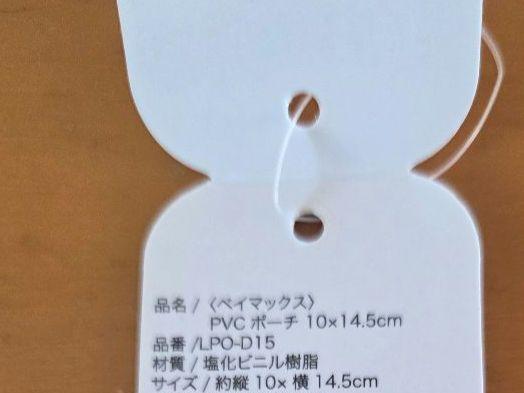 品名 / 〈ベイマックス〉
PVC ポーチ 10×14.5cm
品番 /LPO-D15
材質 / 塩化ビニル樹脂
サイズ / 約縦 10× 横 14.5cm